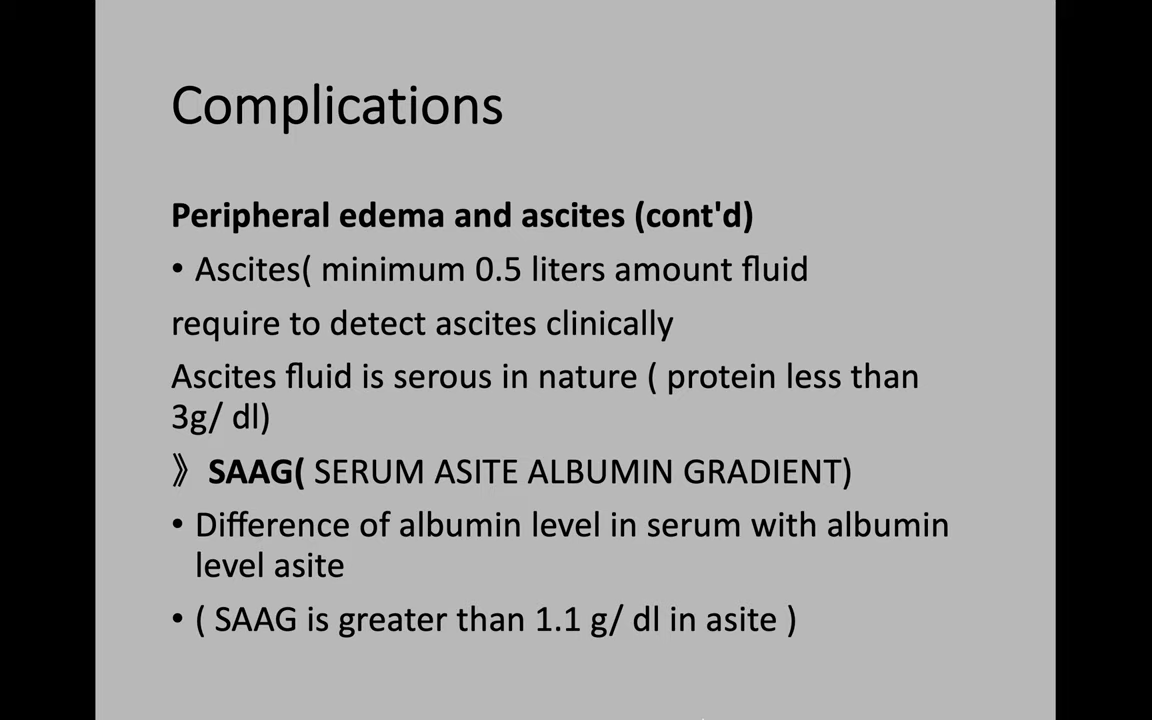 Complications
Peripheral edema and ascites (cont'd)
• Ascites( minimum 0.5 liters amount fluid
require to detect ascites clinically
Ascites fluid is serous in nature ( protein less than
3g/ dl)
》 SAAG( SERUM ASITE ALBUMIN GRADIENT)
• Difference of albumin level in serum with albumin
level asite
• ( SAAG is greater than 1.1 g/ dl in asite )